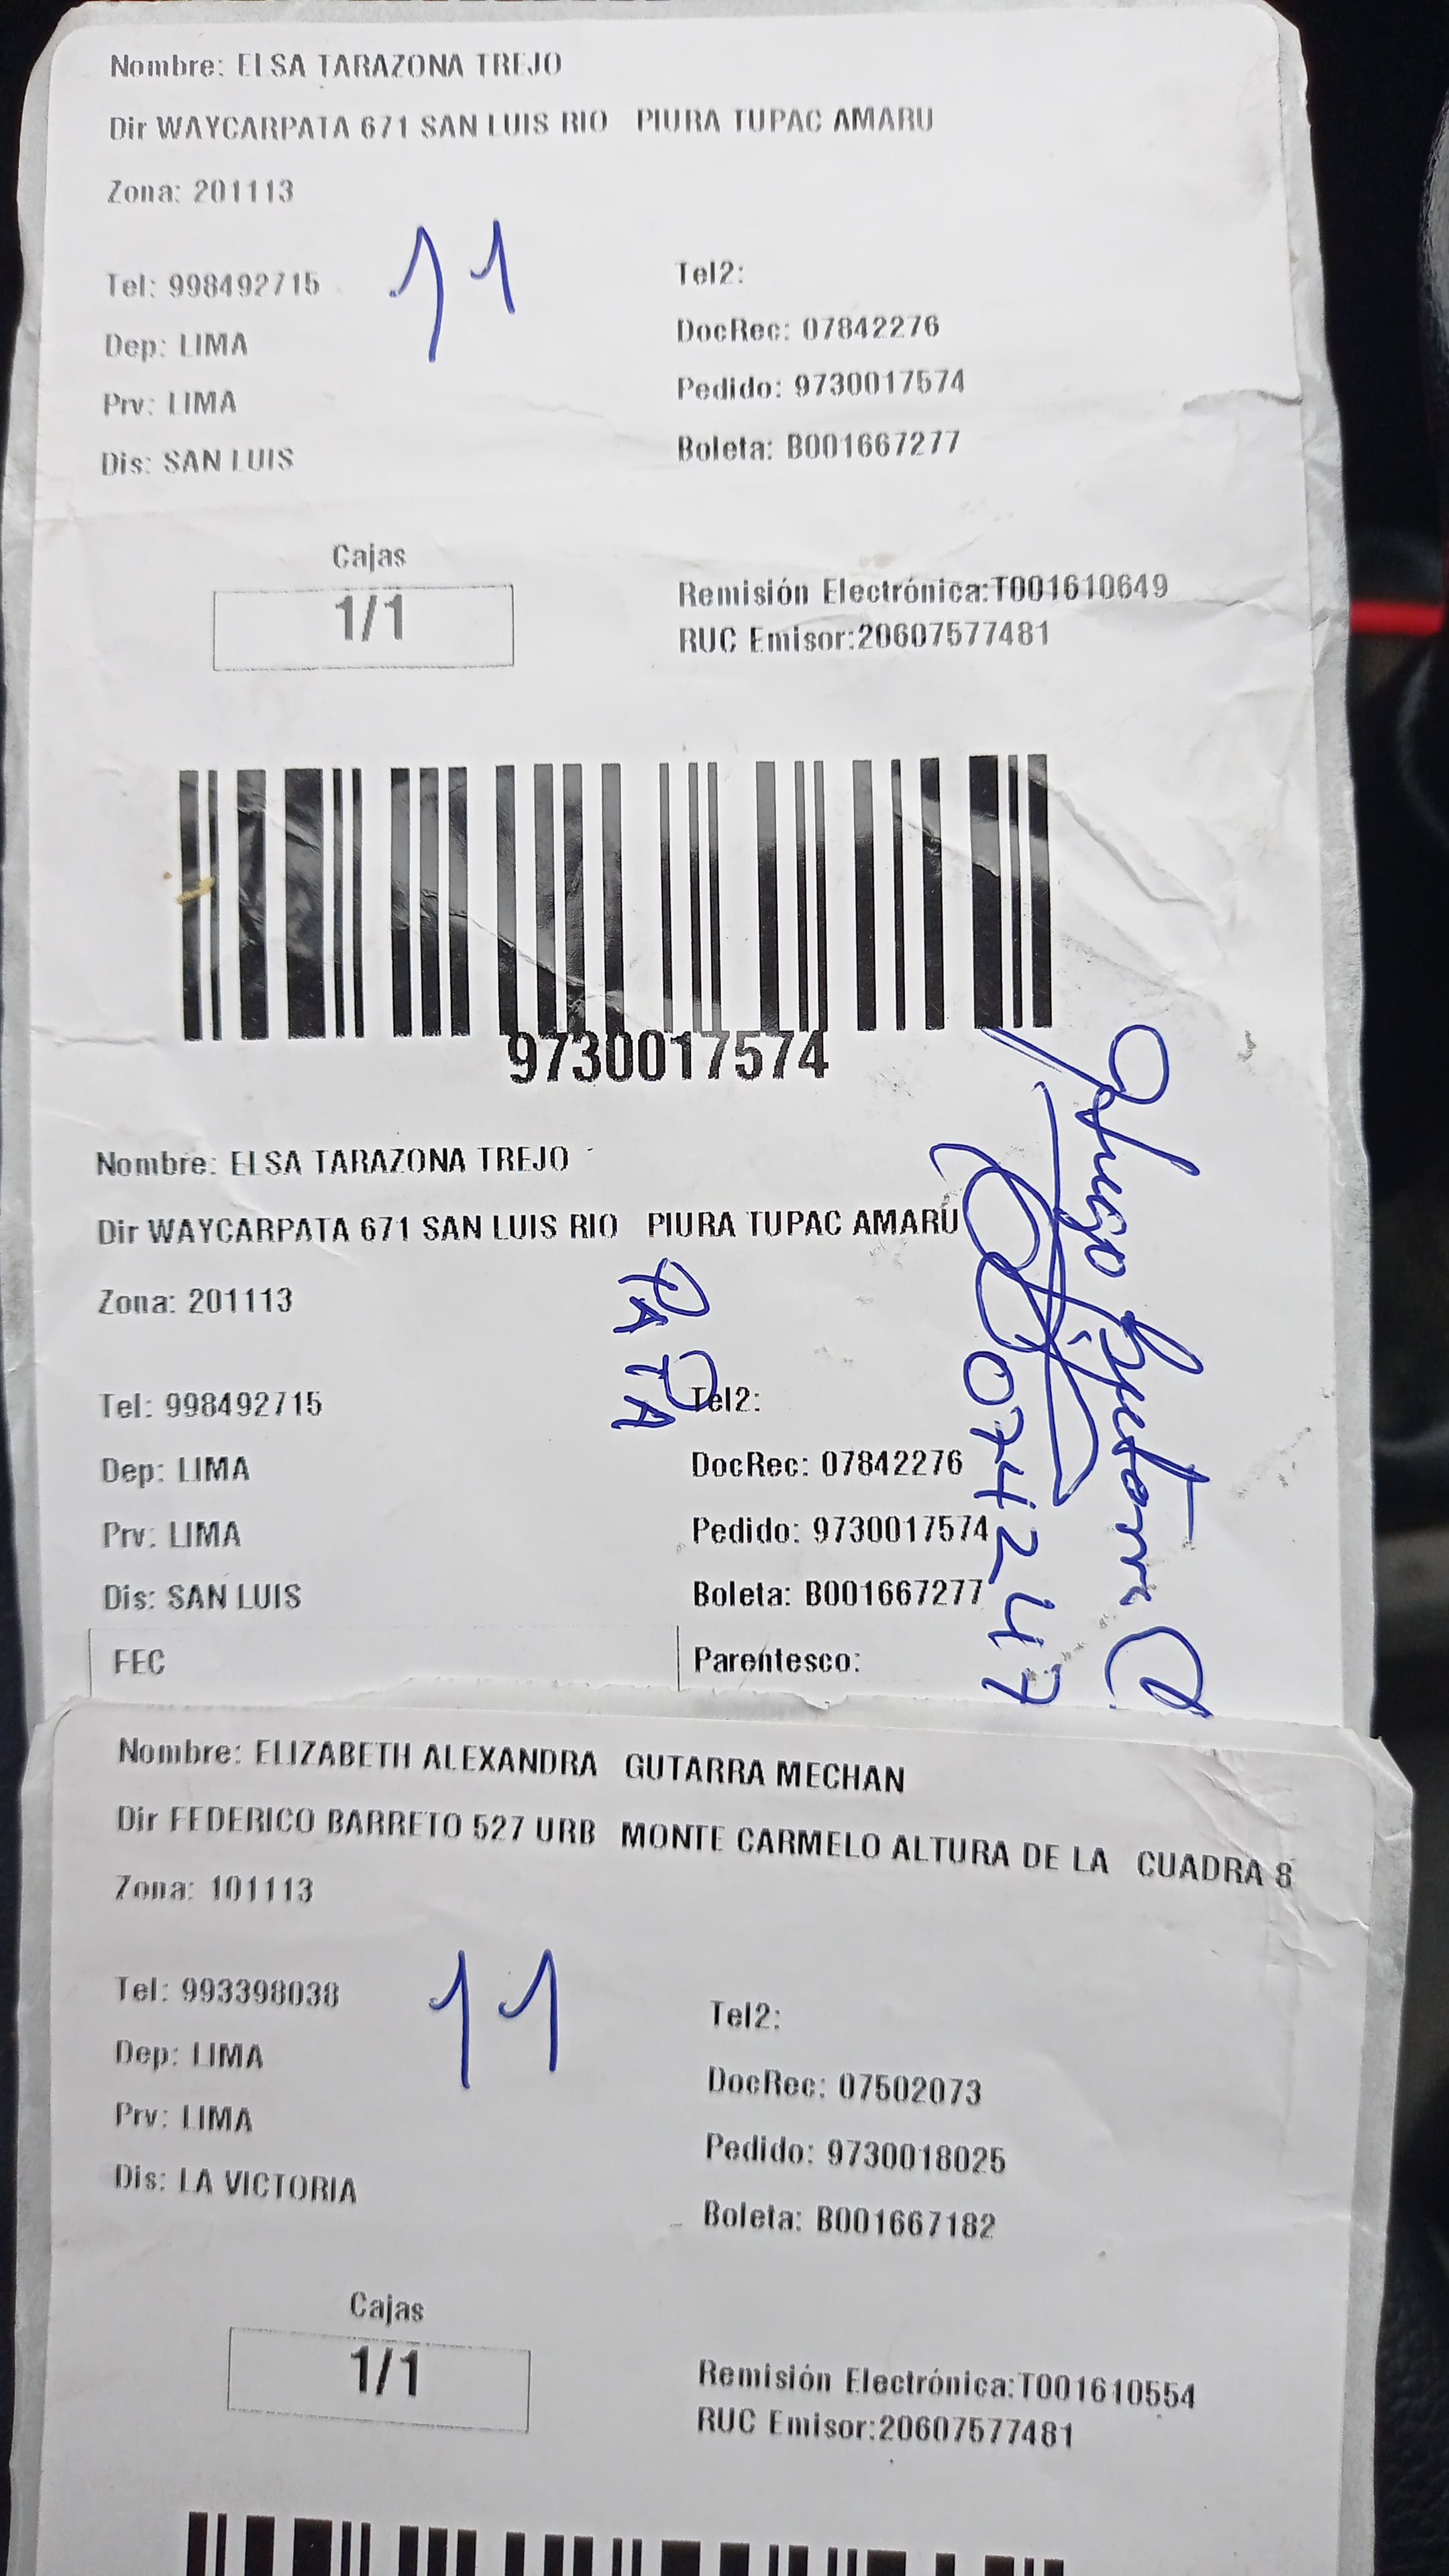 Nombre: ELSA TARAZONA TREJO
Dir WAYCARPATA 671 SAN LUIS RIO PIURA TUPAC AMARU
Zona: 201113
11
Tel: 998492715
Tel2:
Dep: LIMA
DocRec: 07842276
Prv: LIMA
Pedido: 9730017574
Dis: SAN LUIS
Boleta: B001667277
Cajas
1/1
Remisión Electrónica:T001610649
RUC Emisor:20607577481
9730017574
Nombre: ELSA TARAZONA TREJO
Dir WAYCARPATA 671 SAN LUIS RIO PIURA TUPAC AMARU
Zona: 201113
Tel: 998492715
Tel2:
Dep: LIMA
DocRec: 07842276
Prv: LIMA
Pedido: 9730017574
Dis: SAN LUIS
Boleta: B001667277
FEC
Parentesco:
PAPA
07424247
Nombre: ELIZABETH ALEXANDRA GUTARRA MECHAN
Dir FEDERICO BARRETO 527 URB MONTE CARMELO ALTURA DE LA CUADRA 8
Zona: 101113
11
Tel: 993398038
Tel2:
Dep: LIMA
DocRec: 07502073
Prv: LIMA
Pedido: 9730018025
Dis: LA VICTORIA
Boleta: B001667182
Cajas
1/1
Remisión Electrónica:T001610554
RUC Emisor:20607577481